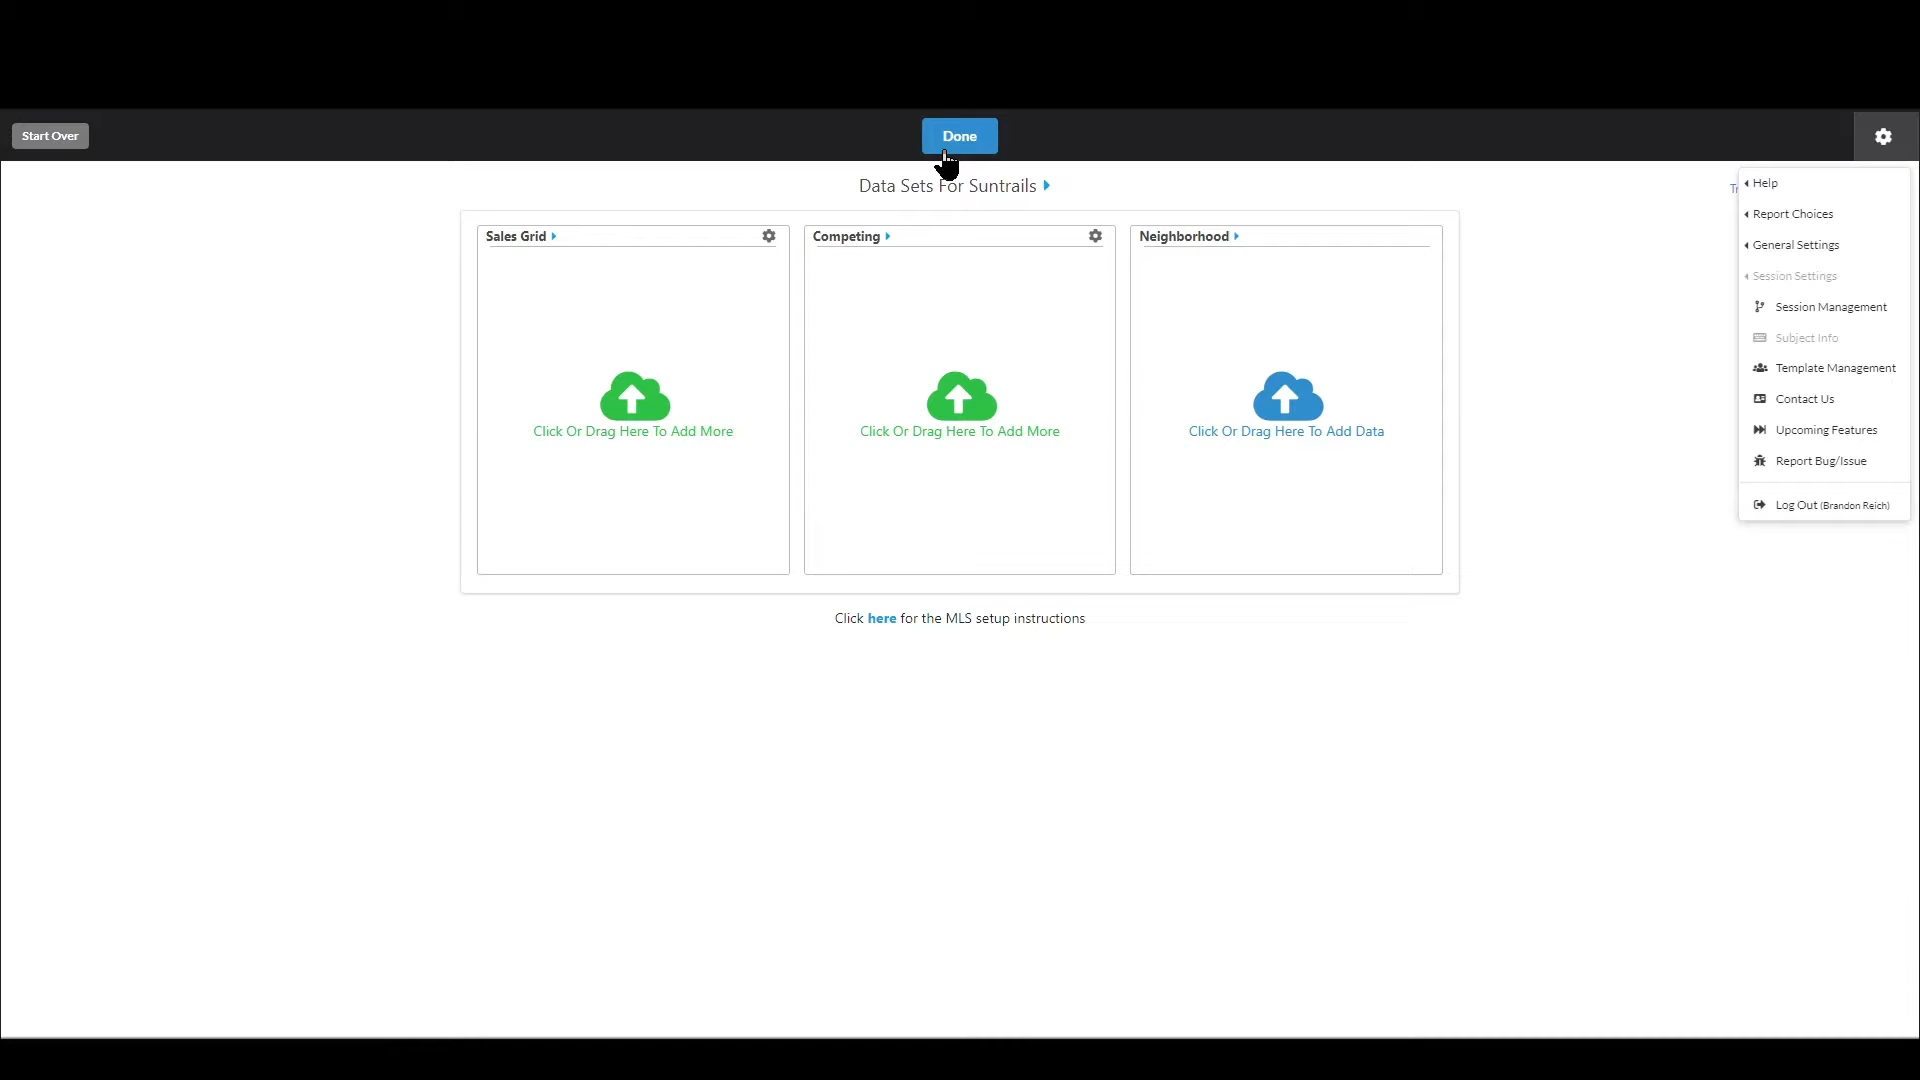 Start Over
Done
Data Sets For Suntrails
Sales Grid
Competing
Neighborhood
Click Or Drag Here To Add More
Click Or Drag Here To Add More
Click Or Drag Here To Add Data
Click here for the MLS setup instructions
Help
Report Choices
General Settings
Session Settings
Session Management
Subject Info
Template Management
Contact Us
Upcoming Features
Report Bug/Issue
Log Out (Brandon Reich)